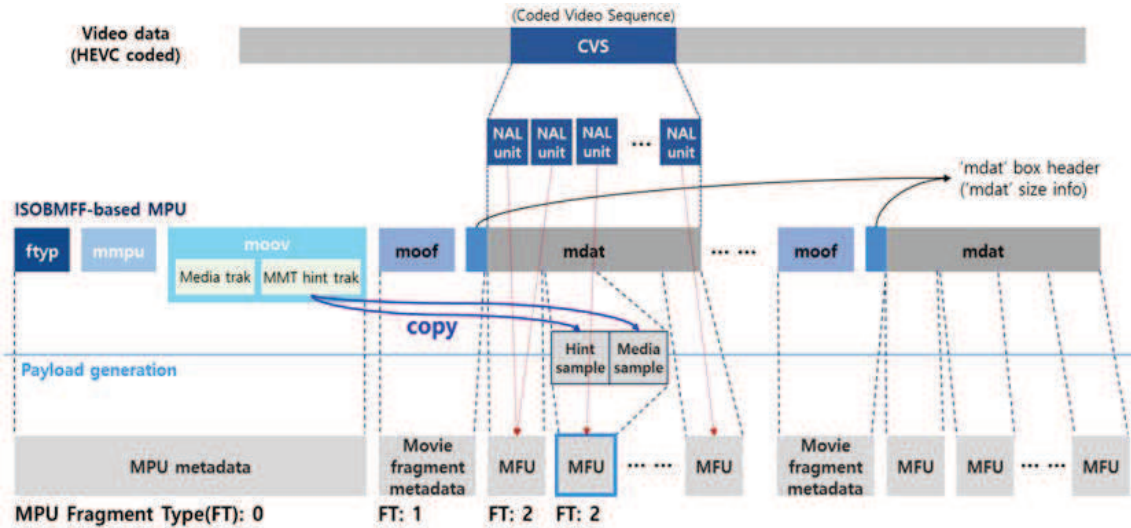 (Coded Video Sequence)
Video data
(HEVC coded)
CVS
NAL
unit
NAL
unit
NAL
unit
...
NAL
unit
'mdat' box header
('mdat' size info)
ISOBMFF-based MPU
ftyp
mmpu
moov
Media trak
MMT hint trak
moof
mdat
... ...
moof
mdat
copy
Hint
sample
Media
sample
Payload generation
MPU metadata
Movie
fragment
metadata
MFU
MFU
... ...
MFU
Movie
fragment
metadata
MFU
MFU
... ...
MFU
MPU Fragment Type(FT): 0
FT: 1
FT: 2
FT: 2